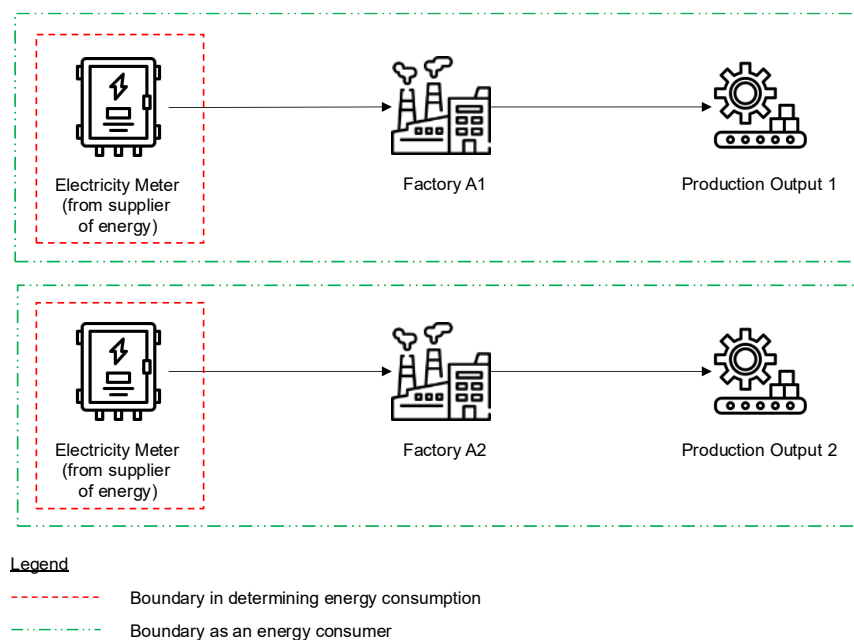 Electricity Meter
(from supplier
of energy)
Factory A1
Production Output 1
Electricity Meter
(from supplier
of energy)
Factory A2
Production Output 2
Legend
Boundary in determining energy consumption
Boundary as an energy consumer